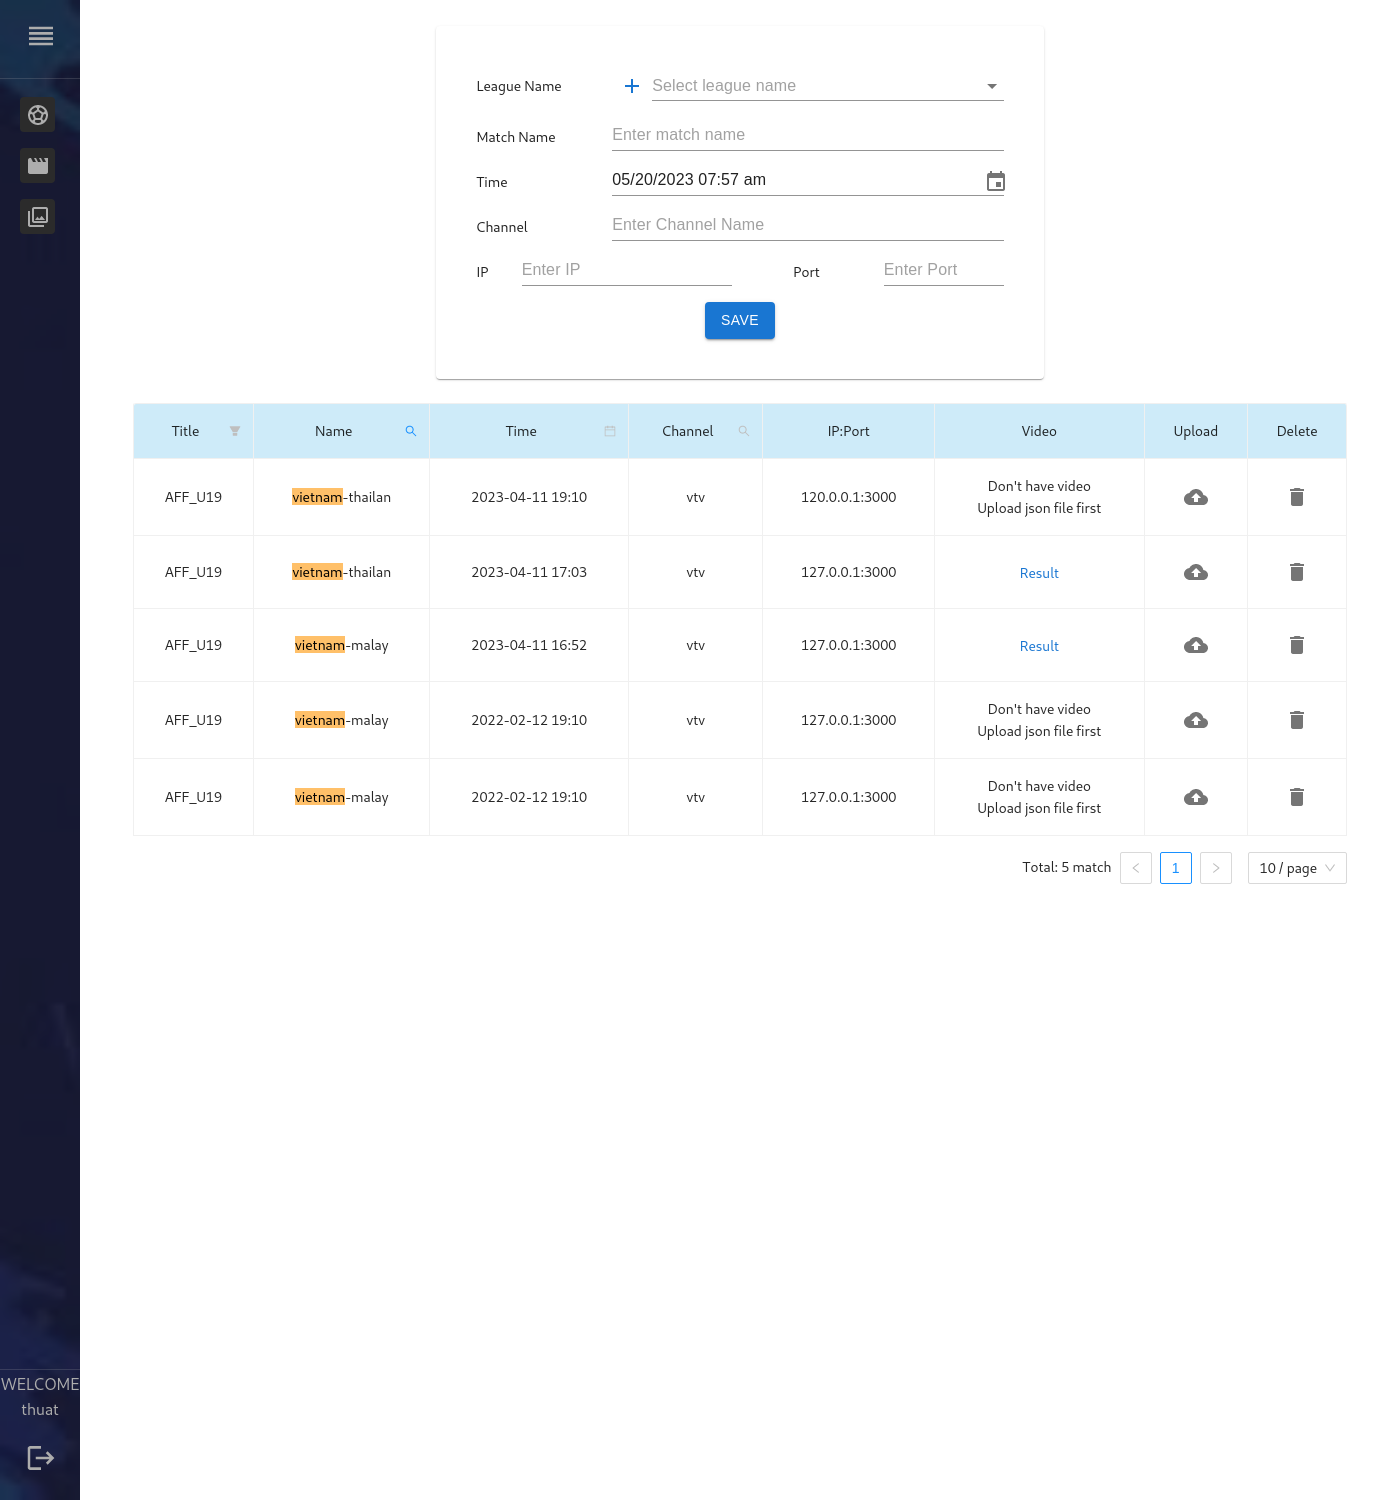 League Name Select league name
Match Name Enter match name
Time 05/20/2023 07:57 am
Channel Enter Channel Name
IP Enter IP Port Enter Port
SAVE
Title Name Time Channel IP:Port Video Upload Delete
AFF_U19 vietnam-thailan 2023-04-11 19:10 vtv 120.0.0.1:3000 Don't have video
Upload json file first
AFF_U19 vietnam-thailan 2023-04-11 17:03 vtv 127.0.0.1:3000 Result
AFF_U19 vietnam-malay 2023-04-11 16:52 vtv 127.0.0.1:3000 Result
AFF_U19 vietnam-malay 2022-02-12 19:10 vtv 127.0.0.1:3000 Don't have video
Upload json file first
AFF_U19 vietnam-malay 2022-02-12 19:10 vtv 127.0.0.1:3000 Don't have video
Upload json file first
Total: 5 match 1 10 / page
WELCOME
thuat